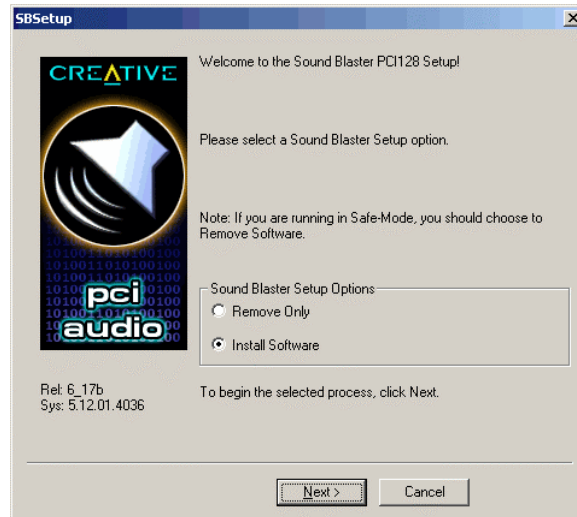 SBSetup
CREATIVE
pci
audio
Rel: 6_17b
Sys: 5.12.01.4036
Welcome to the Sound Blaster PCI128 Setup!
Please select a Sound Blaster Setup option.
Note: If you are running in Safe-Mode, you should choose to
Remove Software.
Sound Blaster Setup Options
Remove Only
Install Software
To begin the selected process, click Next.
Next >
Cancel